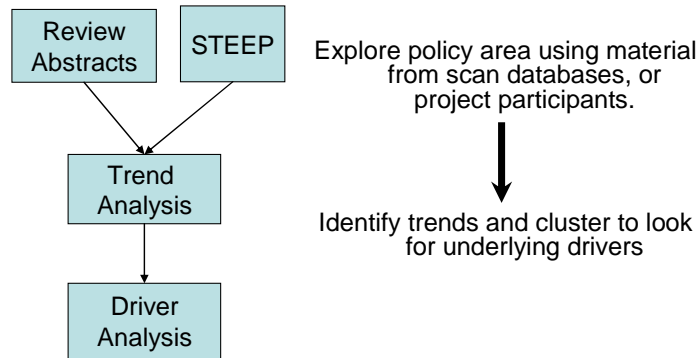 Review
Abstracts
STEEP
Explore policy area using material
from scan databases, or
project participants.
Trend
Analysis
Identify trends and cluster to look
for underlying drivers
Driver
Analysis